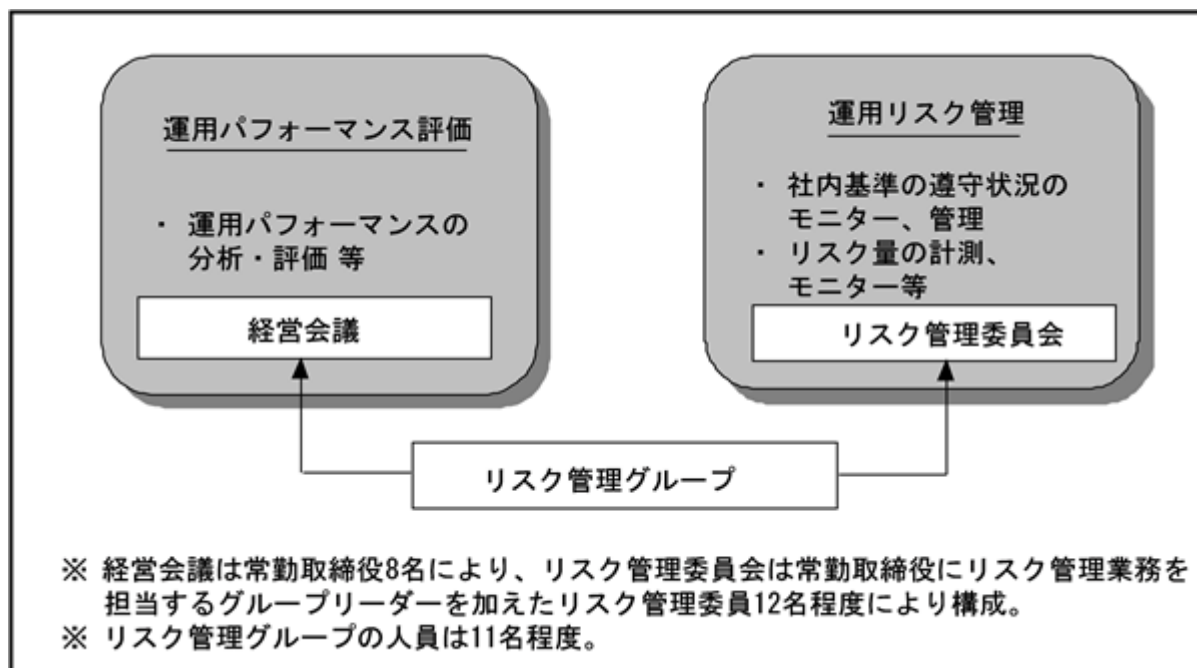 運用パフォーマンス評価
・ 運用パフォーマンスの
分析・評価 等
経営会議
運用リスク管理
・ 社内基準の遵守状況の
モニター、管理
・ リスク量の計測、
モニター等
リスク管理委員会
リスク管理グループ
※ 経営会議は常勤取締役8名により、リスク管理委員会は常勤取締役にリスク管理業務を
担当するグループリーダーを加えたリスク管理委員12名程度により構成。
※ リスク管理グループの人員は11名程度。